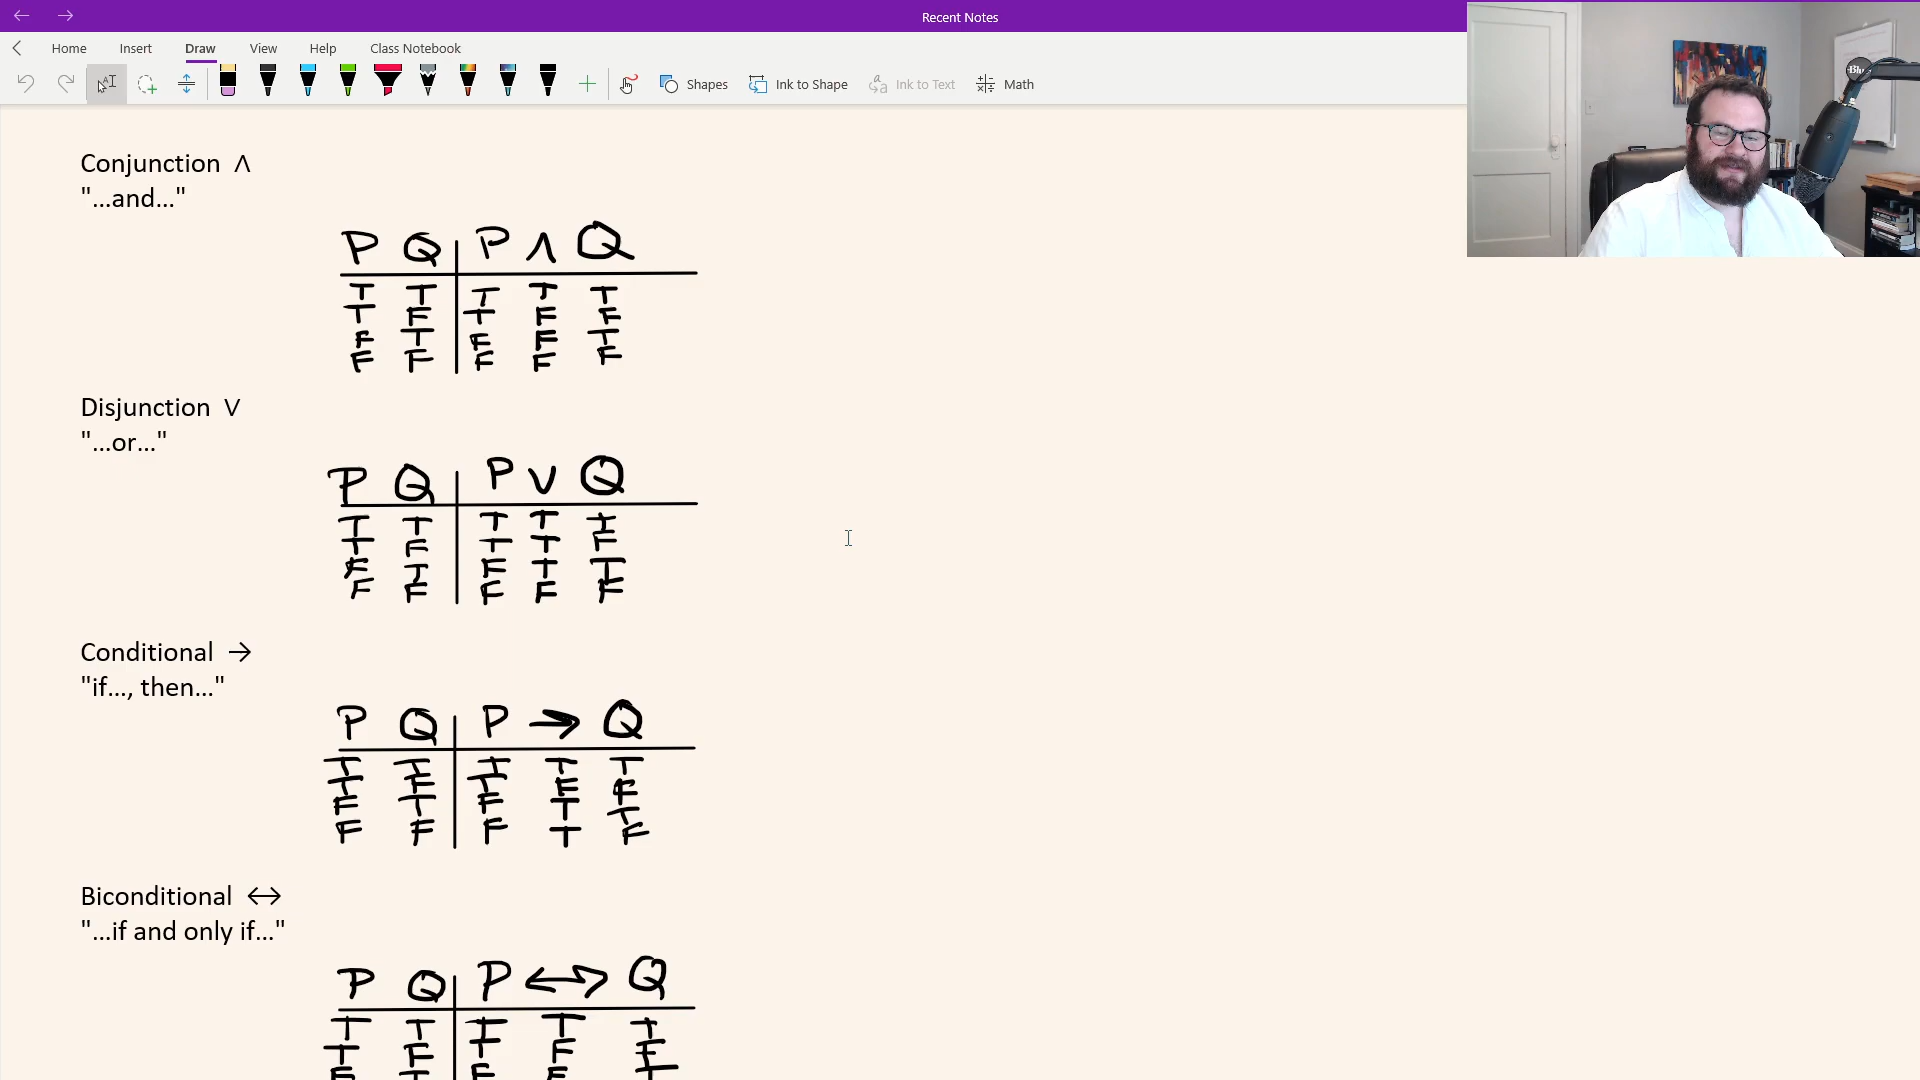 Recent Notes
Home Insert Draw View Help Class Notebook
Shapes Ink to Shape Ink to Text Math
Blue
Conjunction ∧
"...and..."
P Q P ∧ Q
T T T T T
T F T F F
F T F F T
F F F F F
Disjunction ∨
"...or..."
P Q P ∨ Q
T T T T T
T F T T F
F T F T T
F F F F F
Conditional →
"if..., then..."
P Q P → Q
T T T T T
T F T F F
F T F T T
F F F T F
Biconditional ↔
"...if and only if..."
P Q P ↔ Q
T T T T T
T F T F F
F T F F T